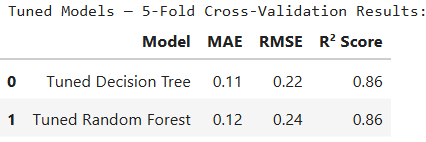 Tuned Models — 5-Fold Cross-Validation Results:
Model MAE RMSE R² Score
0 Tuned Decision Tree 0.11 0.22 0.86
1 Tuned Random Forest 0.12 0.24 0.86